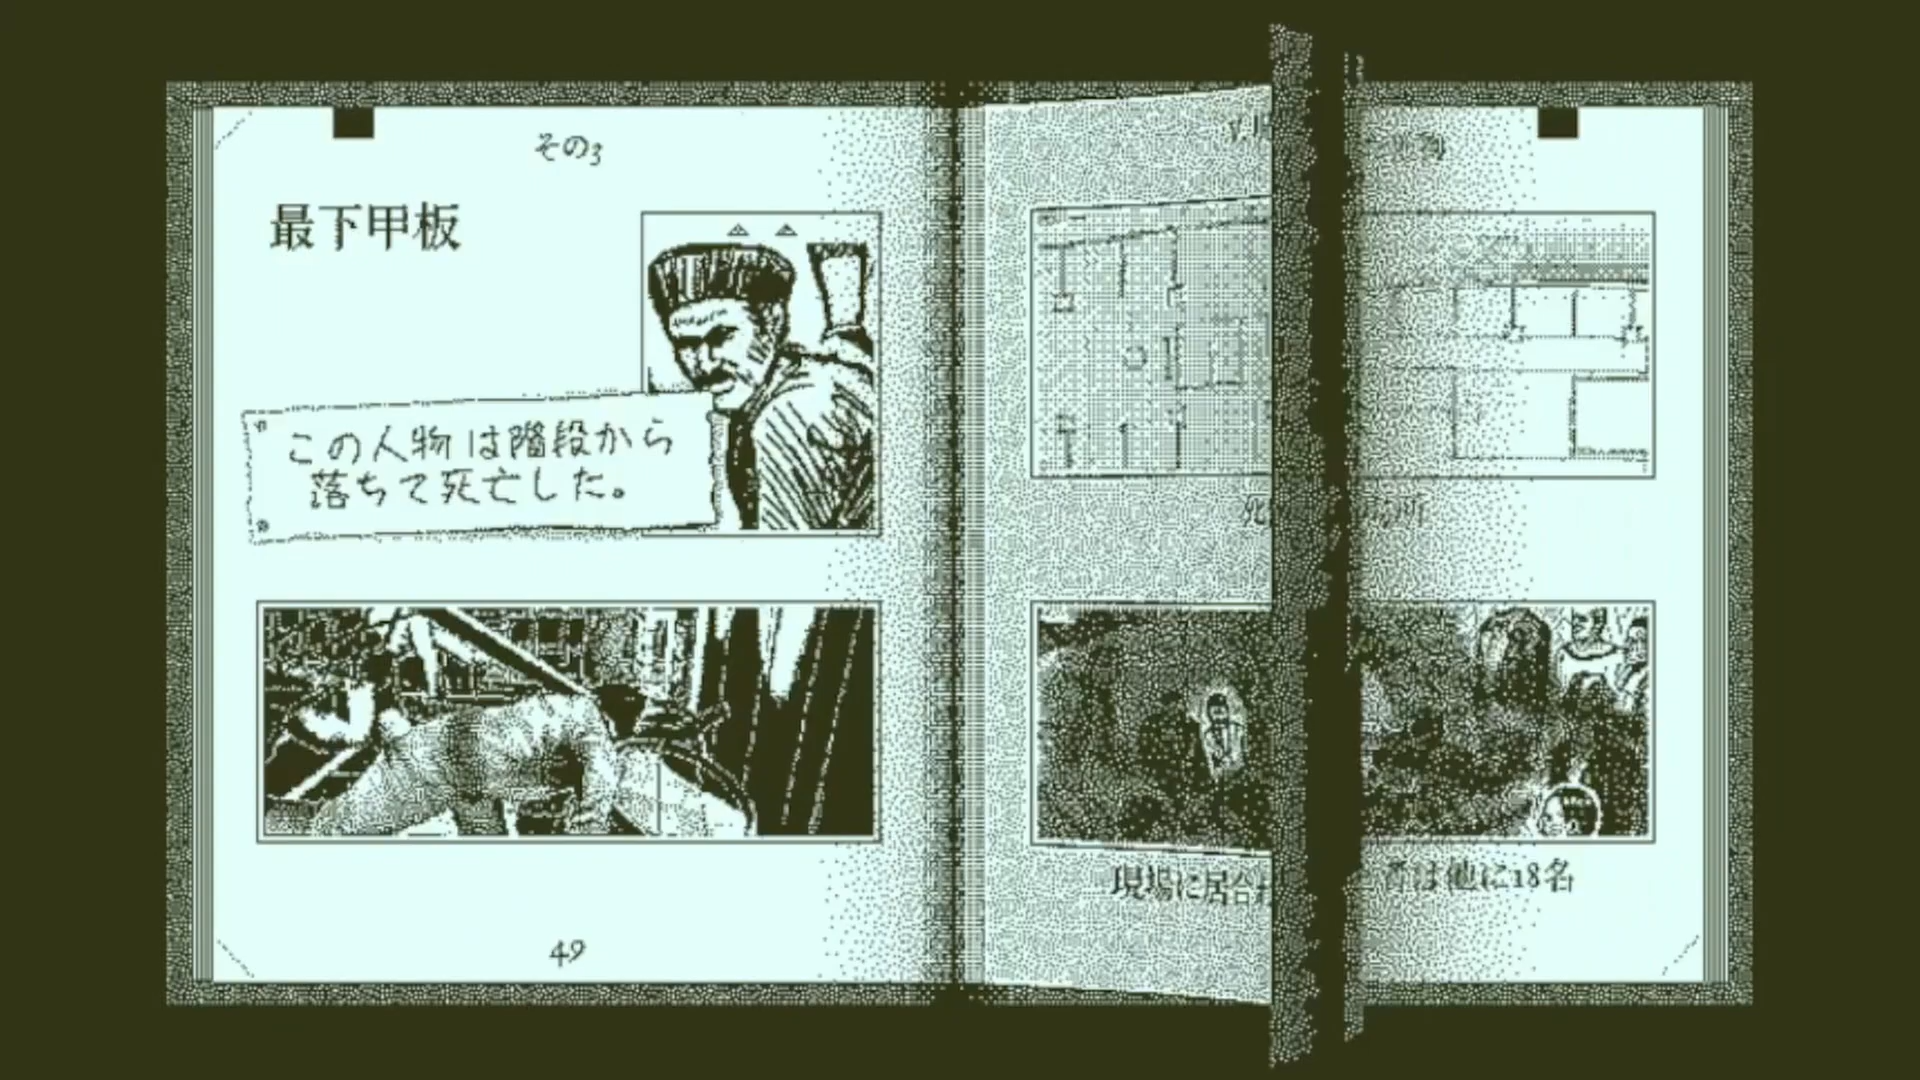 その3
最下甲板
この人物は階段から
落ちて死亡した。
49
現場に居合
者は他に18名